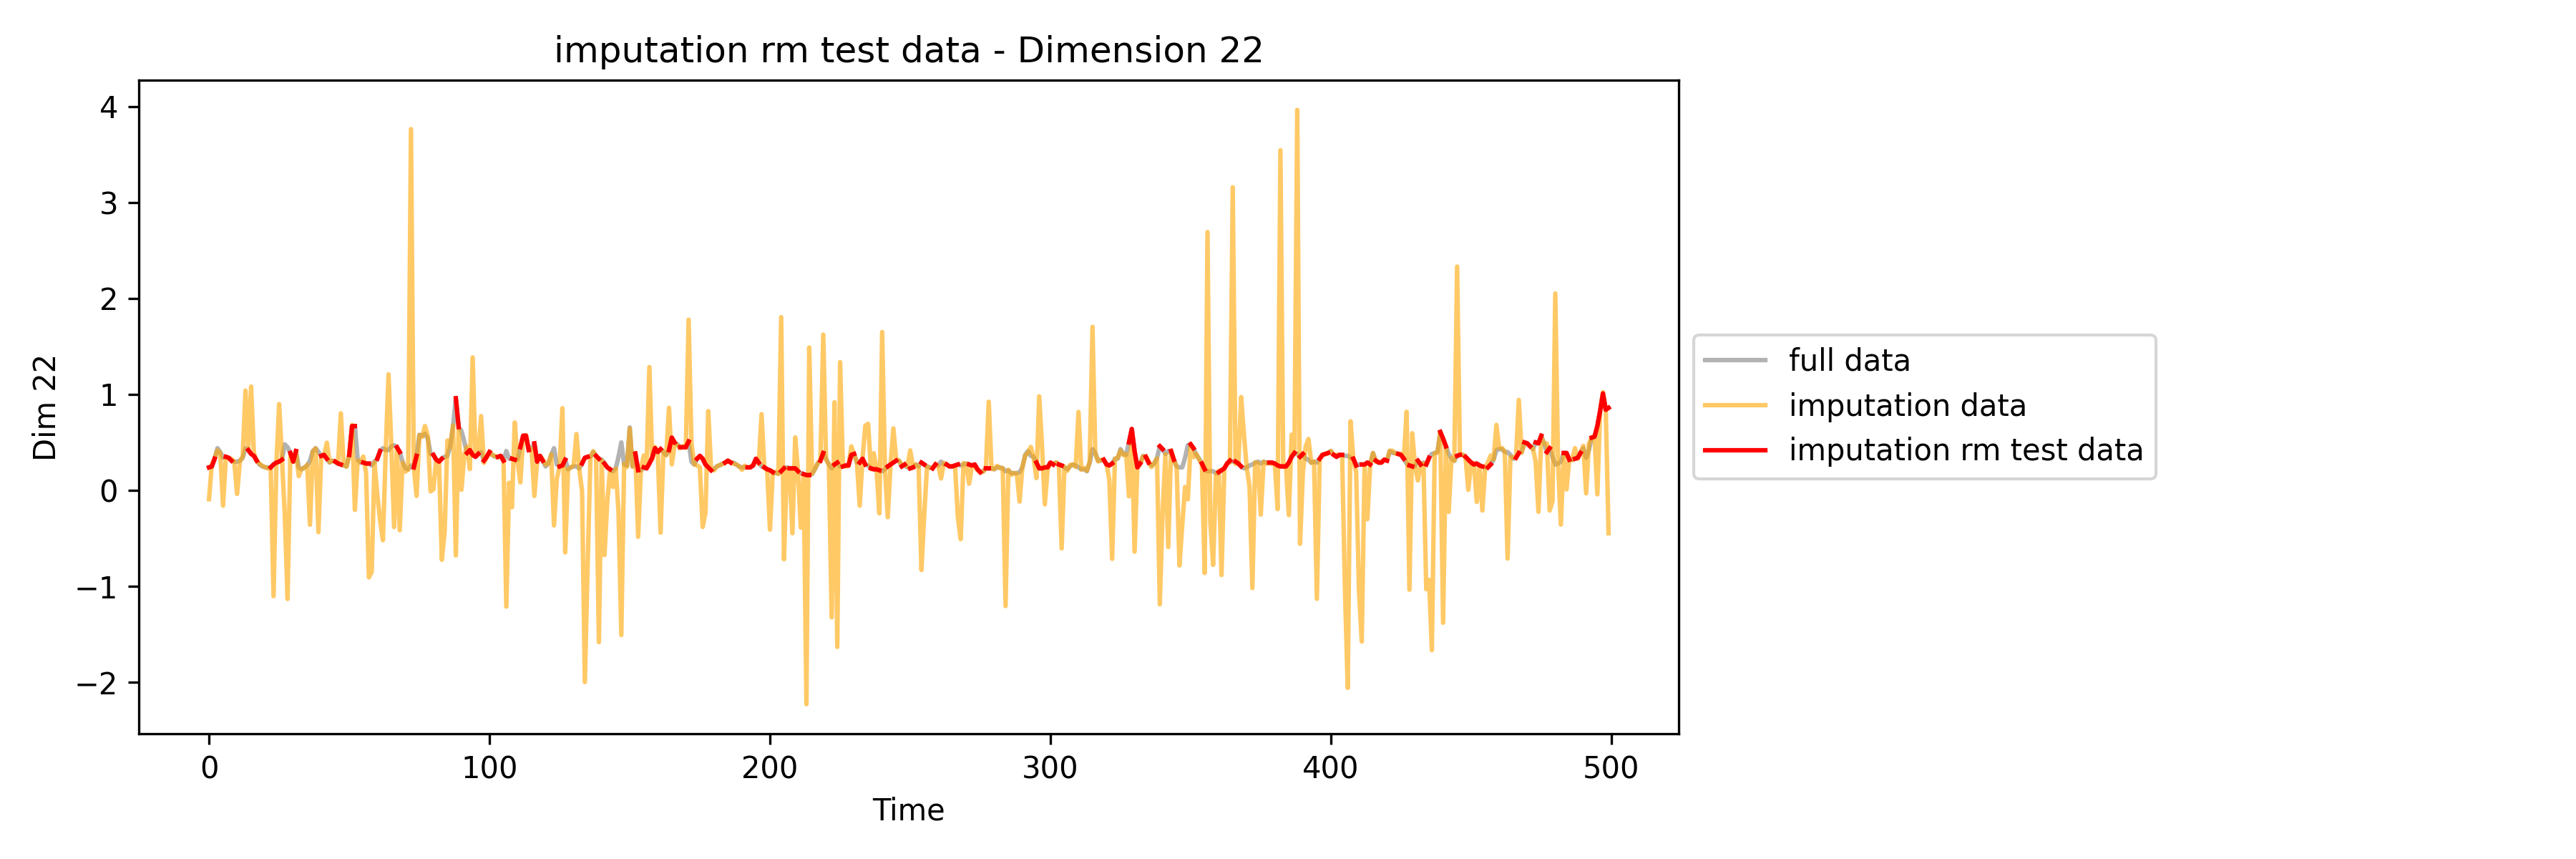 imputation rm test data - Dimension 22
4
3
2
1
0
−1
−2
Dim 22
0 100 200 300 400 500
Time
full data
imputation data
imputation rm test data